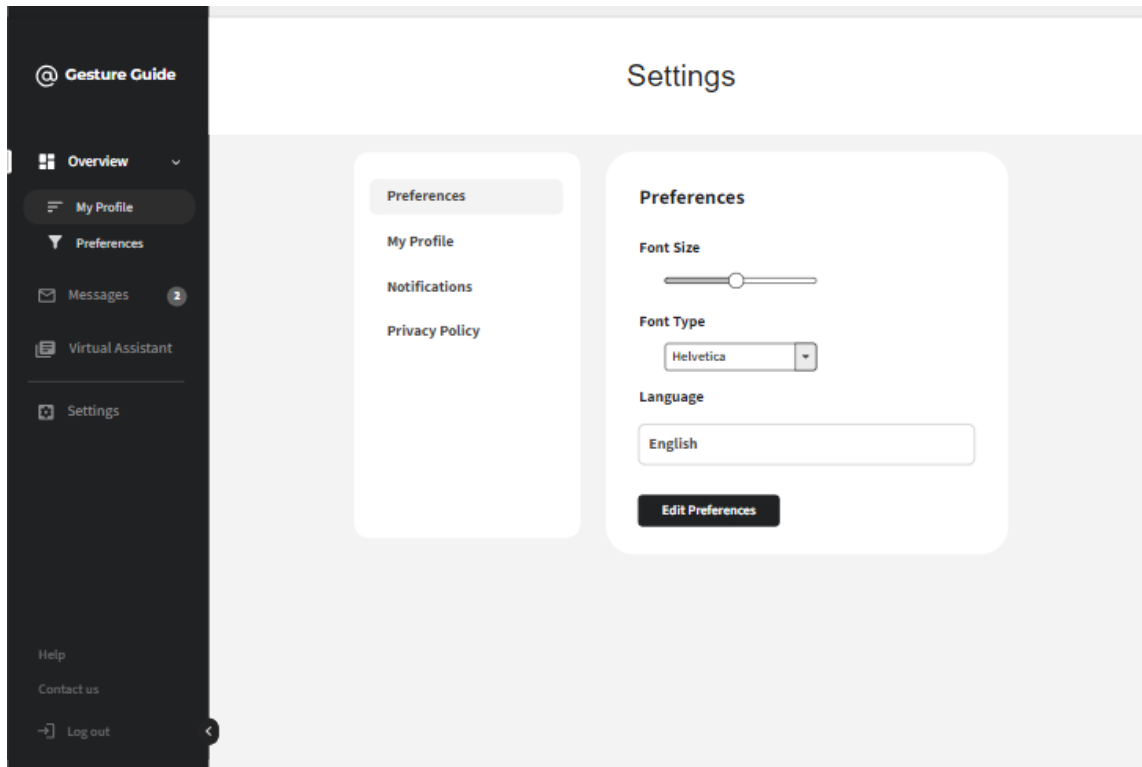 @ Gesture Guide
Overview
My Profile
Preferences
Messages 2
Virtual Assistant
Settings
Help
Contact us
Log out
Settings
Preferences
My Profile
Notifications
Privacy Policy
Preferences
Font Size
Font Type
Helvetica
Language
English
Edit Preferences